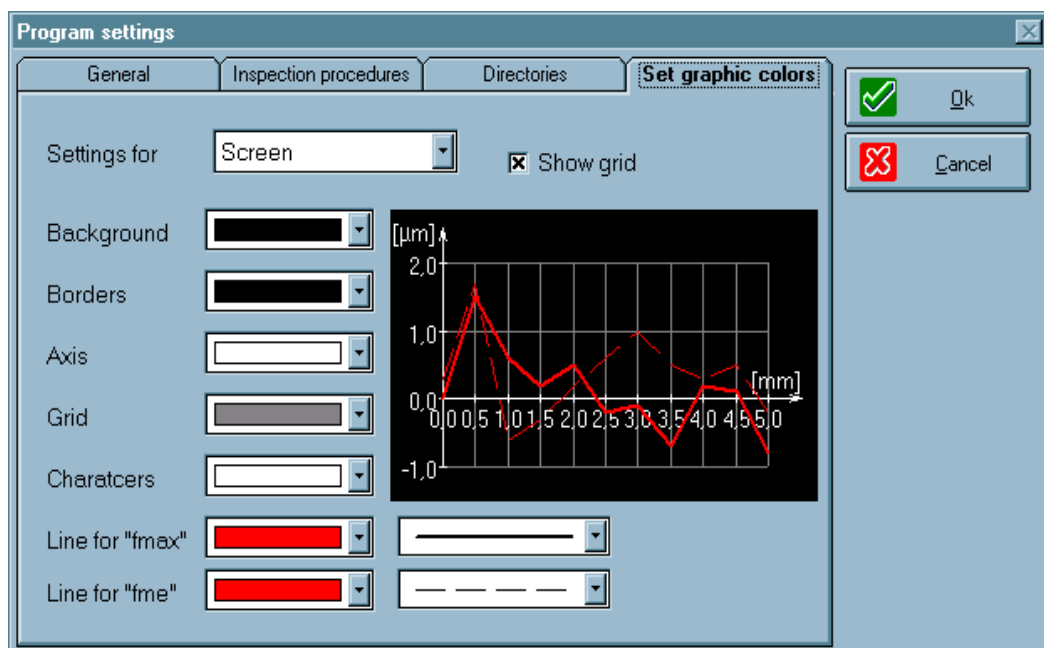 Program settings
General Inspection procedures Directories Set graphic colors
Ok
Cancel
Settings for Screen Show grid
Background
Borders
Axis
Grid
Charatcers
Line for "fmax"
Line for "fme"
[µm]
2,0
1,0
0,0
-1,0
[mm]
0,0 0,5 1,0 1,5 2,0 2,5 3,0 3,5 4,0 4,5 5,0